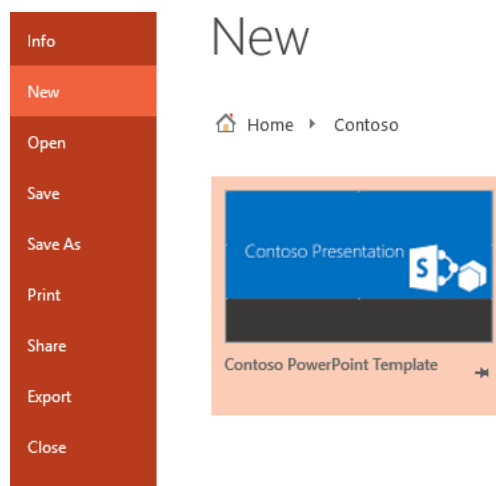 Info
New
Open
Save
Save As
Print
Share
Export
Close
New
Home Contoso
Contoso Presentation
S
Contoso PowerPoint Template